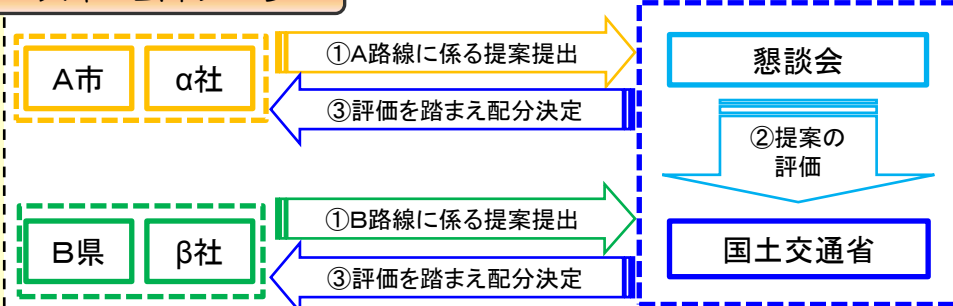 A市
α社
①A路線に係る提案提出
③評価を踏まえ配分決定
懇談会
②提案の
評価
B県
β社
①B路線に係る提案提出
③評価を踏まえ配分決定
国土交通省